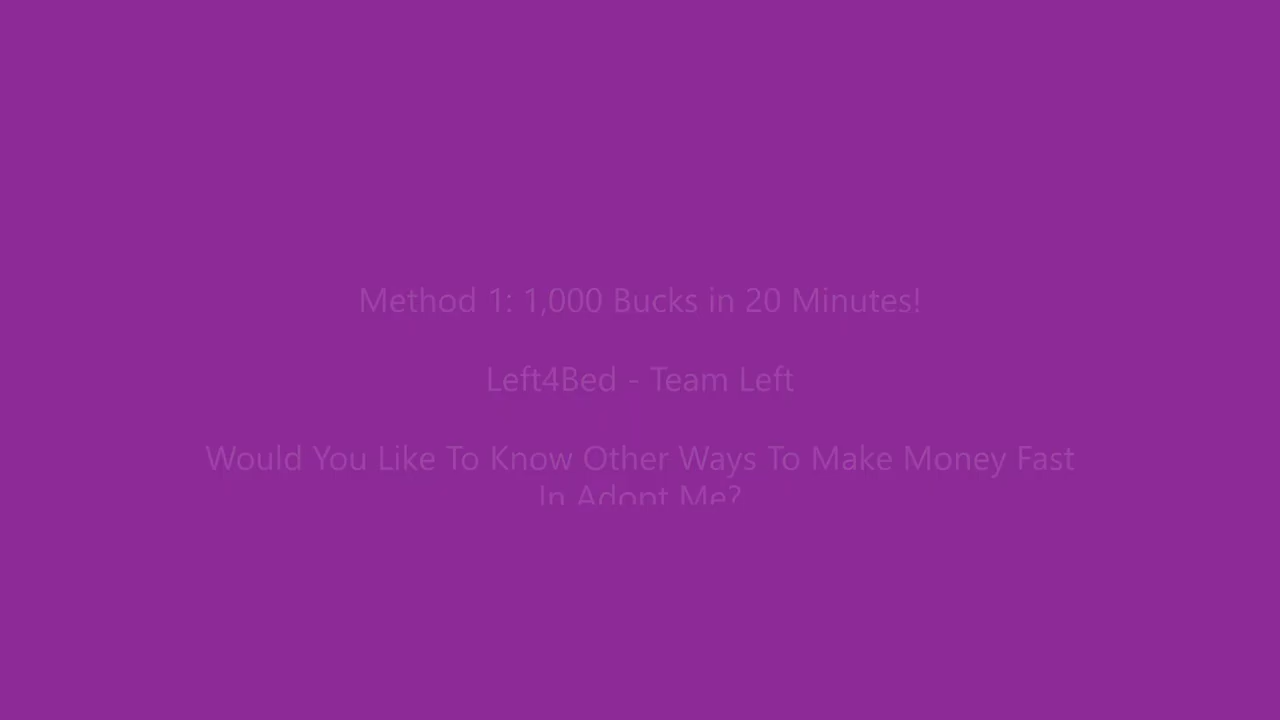 Method 1: 1,000 Bucks in 20 Minutes!
Left4Bed - Team Left
Would You Like To Know Other Ways To Make Money Fast
In Adopt Me?